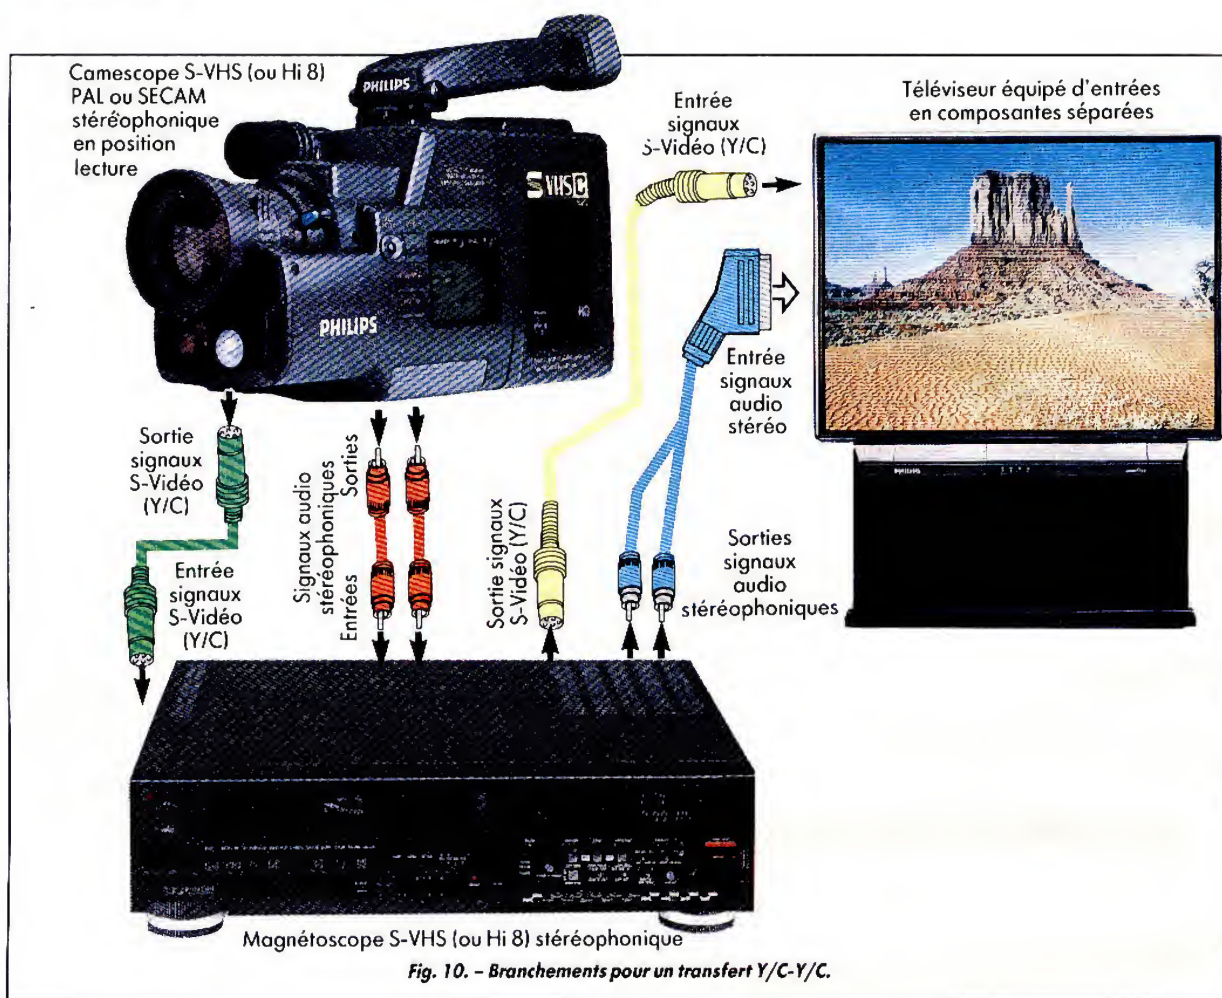 Camescope S-VHS (ou Hi 8)
PAL ou SECAM
stéréophonique
en position
lecture
PHILIPS
S VHS C
PHILIPS
Entrée
signaux
S-Vidéo (Y/C)
Téléviseur équipé d'entrées
en composantes séparées
Entrée
signaux
audio
stéréo
PHILIPS
Sortie
signaux
S-Vidéo
(Y/C)
Entrée
signaux
S-Vidéo
(Y/C)
Signaux audio
stéréophoniques
Sorties
Entrées
Sortie signaux
S-Vidéo (Y/C)
Sorties
signaux
audio
stéréophoniques
Magnétoscope S-VHS (ou Hi 8) stéréophonique
Fig. 10. – Branchements pour un transfert Y/C-Y/C.